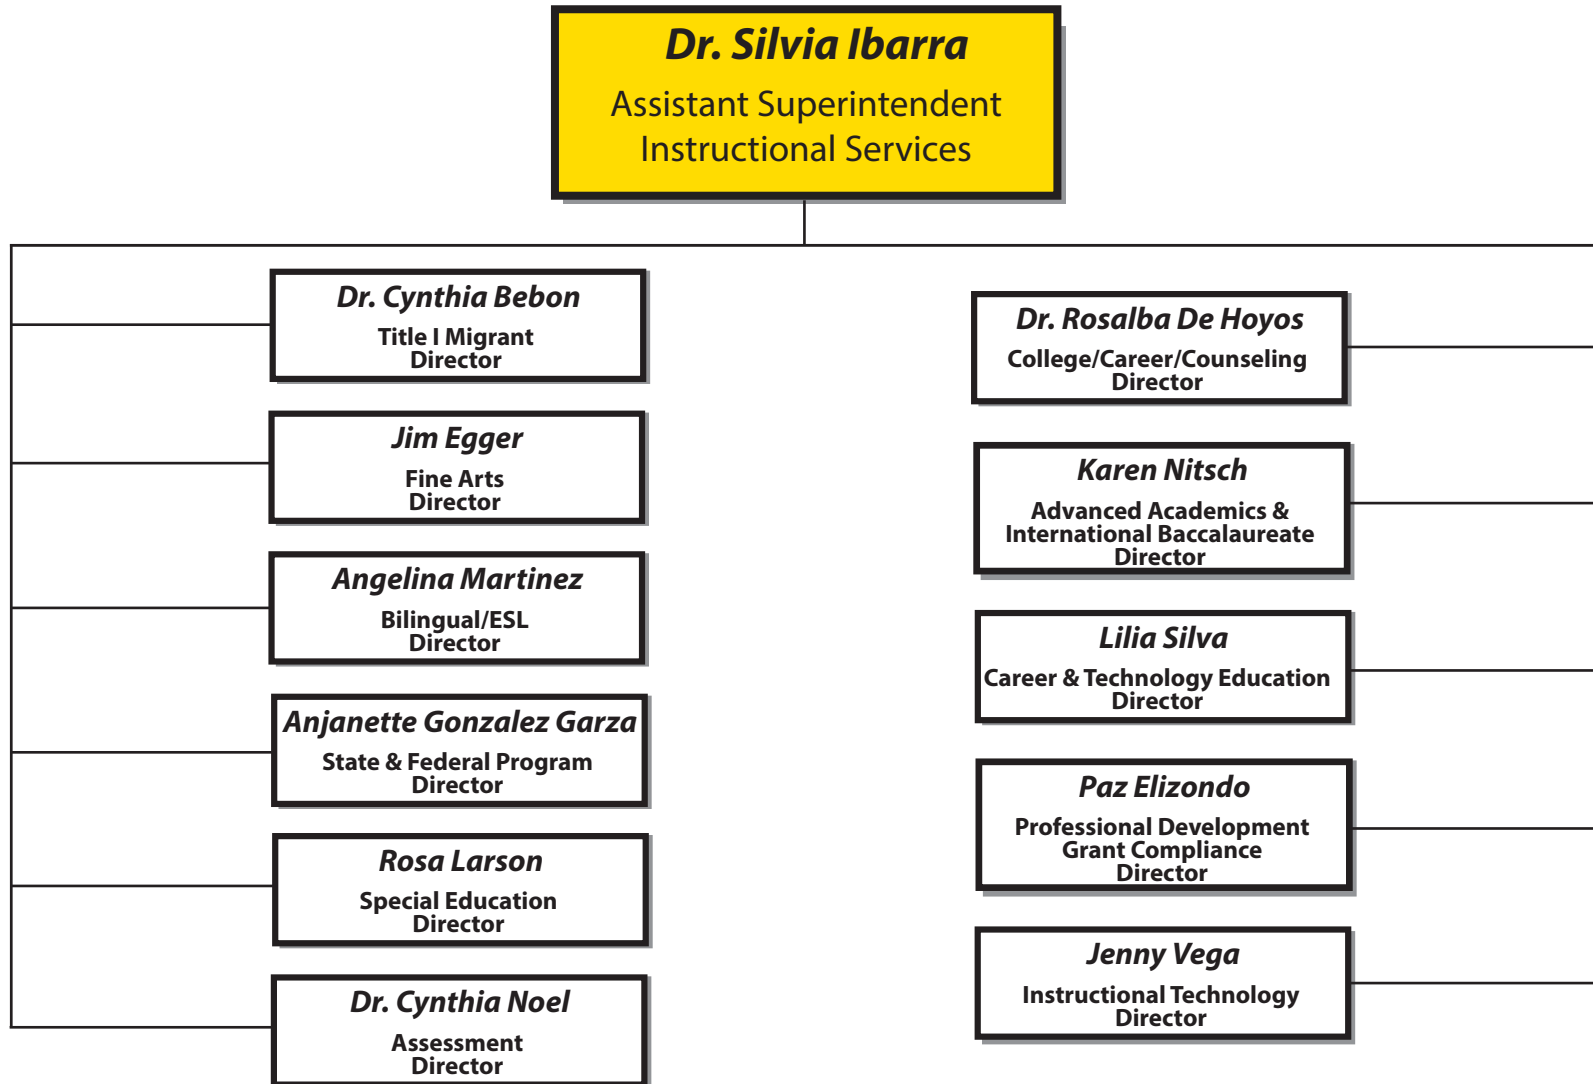 Dr. Silvia Ibarra
Assistant Superintendent
Instructional Services
Dr. Cynthia Bebon
Title I Migrant
Director
Jim Egger
Fine Arts
Director
Angelina Martinez
Bilingual/ESL
Director
Anjanette Gonzalez Garza
State & Federal Program
Director
Rosa Larson
Special Education
Director
Dr. Cynthia Noel
Assessment
Director
Dr. Rosalba De Hoyos
College/Career/Counseling
Director
Karen Nitsch
Advanced Academics &
International Baccalaureate
Director
Lilia Silva
Career & Technology Education
Director
Paz Elizondo
Professional Development
Grant Compliance
Director
Jenny Vega
Instructional Technology
Director